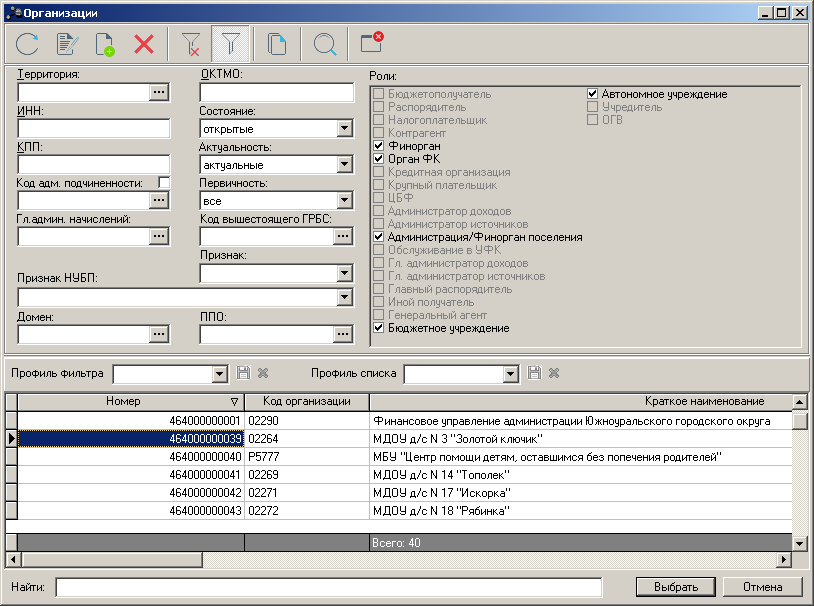 Организации
Территория:
ИНН:
КПП:
Код адм. подчиненности:
Гл.админ. начислений:
Признак НУБП:
Домен:
ОКТМО:
Состояние:
открытые
Актуальность:
актуальные
Первичность:
все
Код вышестоящего ГРБС:
Признак:
ППО:
Роли:
Бюджетополучатель
Распорядитель
Налогоплательщик
Контрагент
Финорган
Орган ФК
Кредитная организация
Крупный плательщик
ЦБФ
Администратор доходов
Администратор источников
Администрация/Финорган поселения
Обслуживание в УФК
Гл. администратор доходов
Гл. администратор источников
Главный распорядитель
Иной получатель
Генеральный агент
Бюджетное учреждение
Автономное учреждение
Учредитель
ОГВ
Профиль фильтра
Профиль списка
Номер Код организации Краткое наименование
464000000001 02290 Финансовое управление администрации Южноуральского городского округа
464000000039 02264 МДОУ д/с N 3 "Золотой ключик"
464000000040 Р5777 МБУ "Центр помощи детям, оставшимся без попечения родителей"
464000000041 02269 МДОУ д/с N 14 "Тополек"
464000000042 02271 МДОУ д/с N 17 "Искорка"
464000000043 02272 МДОУ д/с N 18 "Рябинка"
Всего: 40
Найти:
Выбрать
Отмена